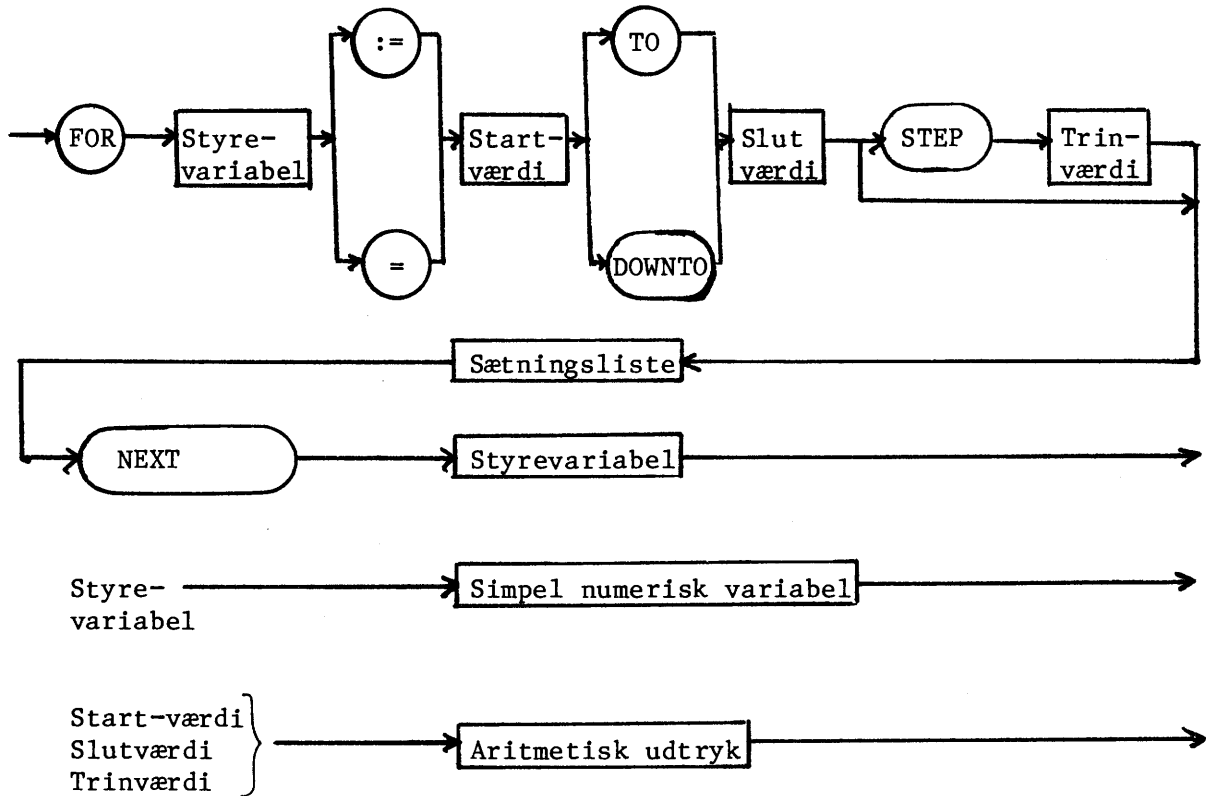 :=
TO
FOR
Styre-
variabel
Start-
værdi
Slut
værdi
STEP
Trin-
værdi
=
DOWNTO
Sætningsliste
NEXT
Styrevariabel
Styre-
variabel
Simpel numerisk variabel
Start-værdi
Slutværdi
Trinværdi
Aritmetisk udtryk